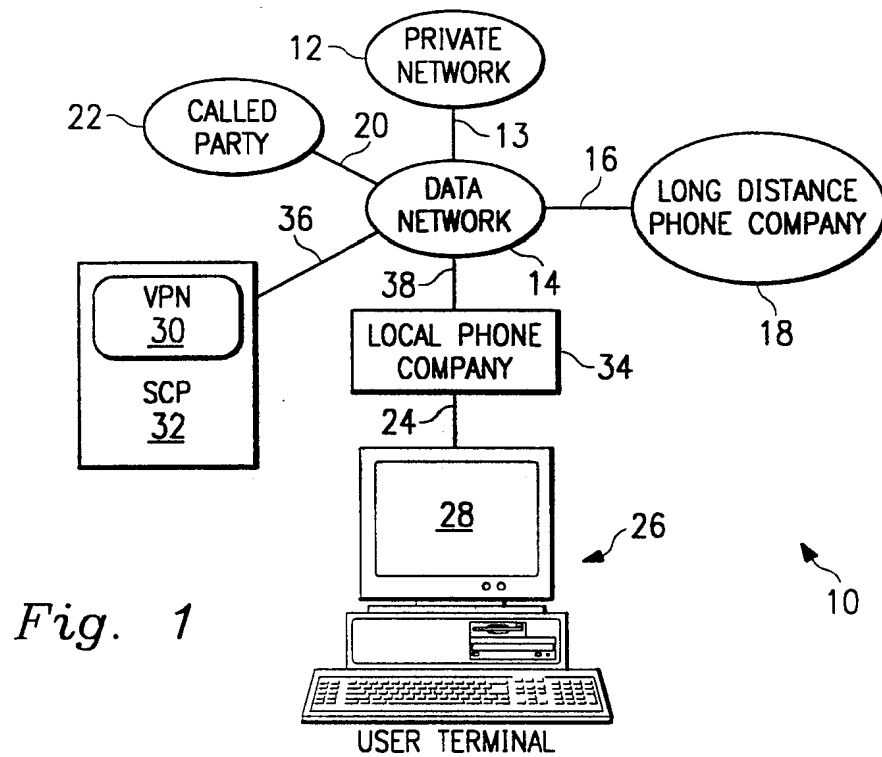 12
PRIVATE
NETWORK
22
CALLED
PARTY
20
13
DATA
NETWORK
16
LONG DISTANCE
PHONE COMPANY
36
38
14
18
VPN
30
SCP
32
LOCAL PHONE
COMPANY
34
24
28
26
10
Fig. 1
USER TERMINAL